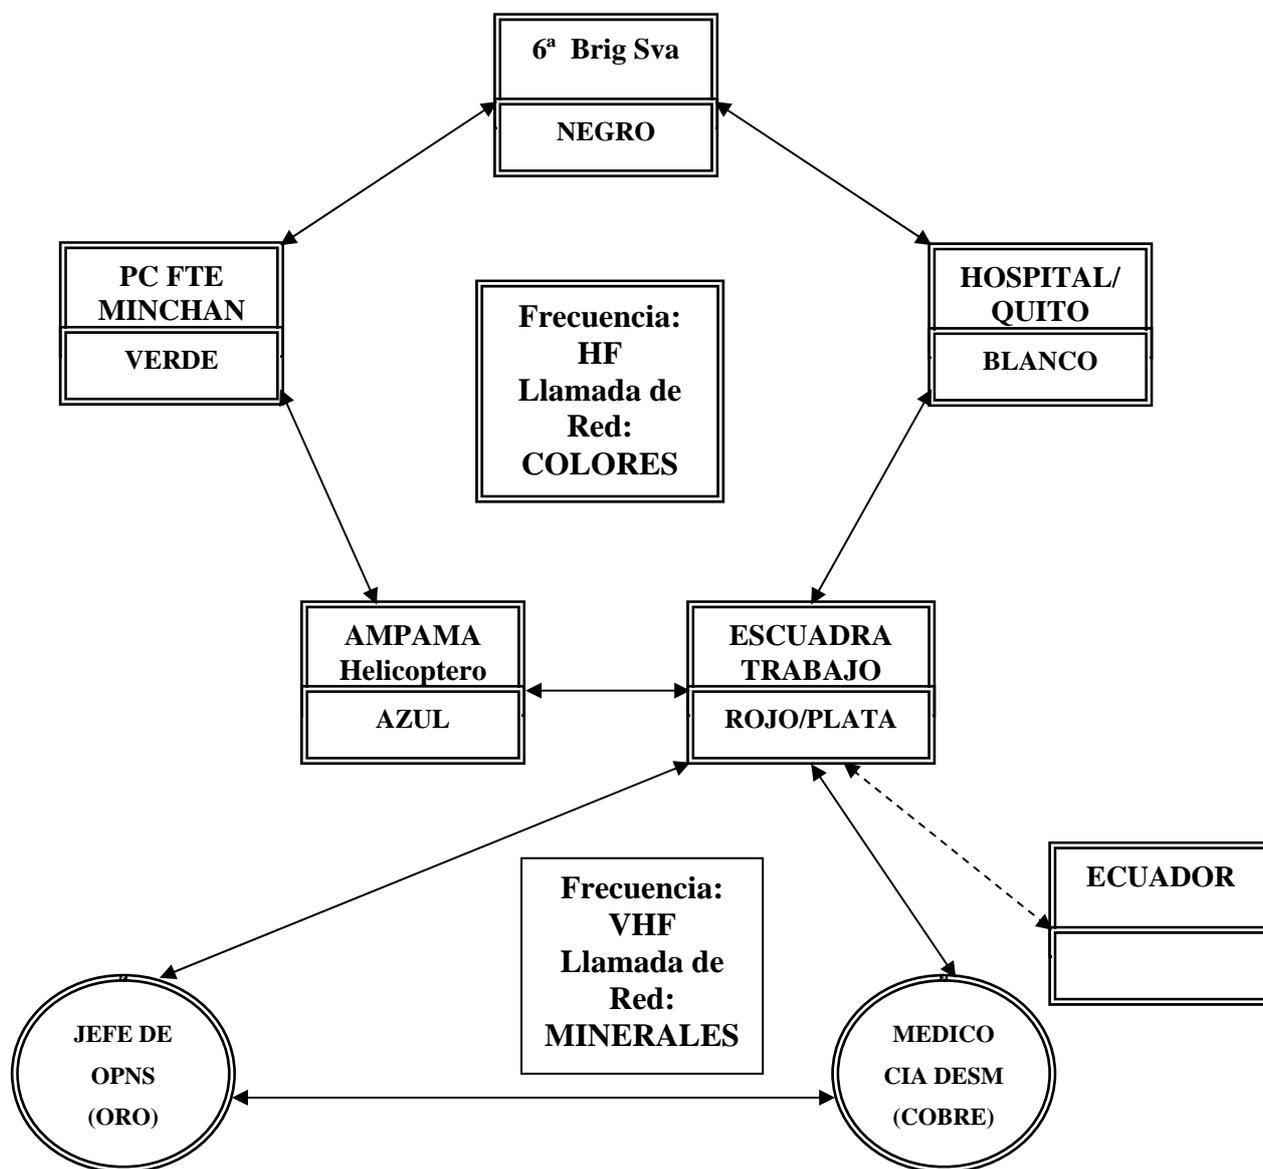 6ª Brig Sva
NEGRO
PC FTE
MINCHAN
VERDE
HOSPITAL/
QUITO
BLANCO
Frecuencia:
HF
Llamada de
Red:
COLORES
AMPAMA
Helicoptero
AZUL
ESCUADRA
TRABAJO
ROJO/PLATA
Frecuencia:
VHF
Llamada de
Red:
MINERALES
ECUADOR
JEFE DE
OPNS
(ORO)
MEDICO
CIA DESM
(COBRE)